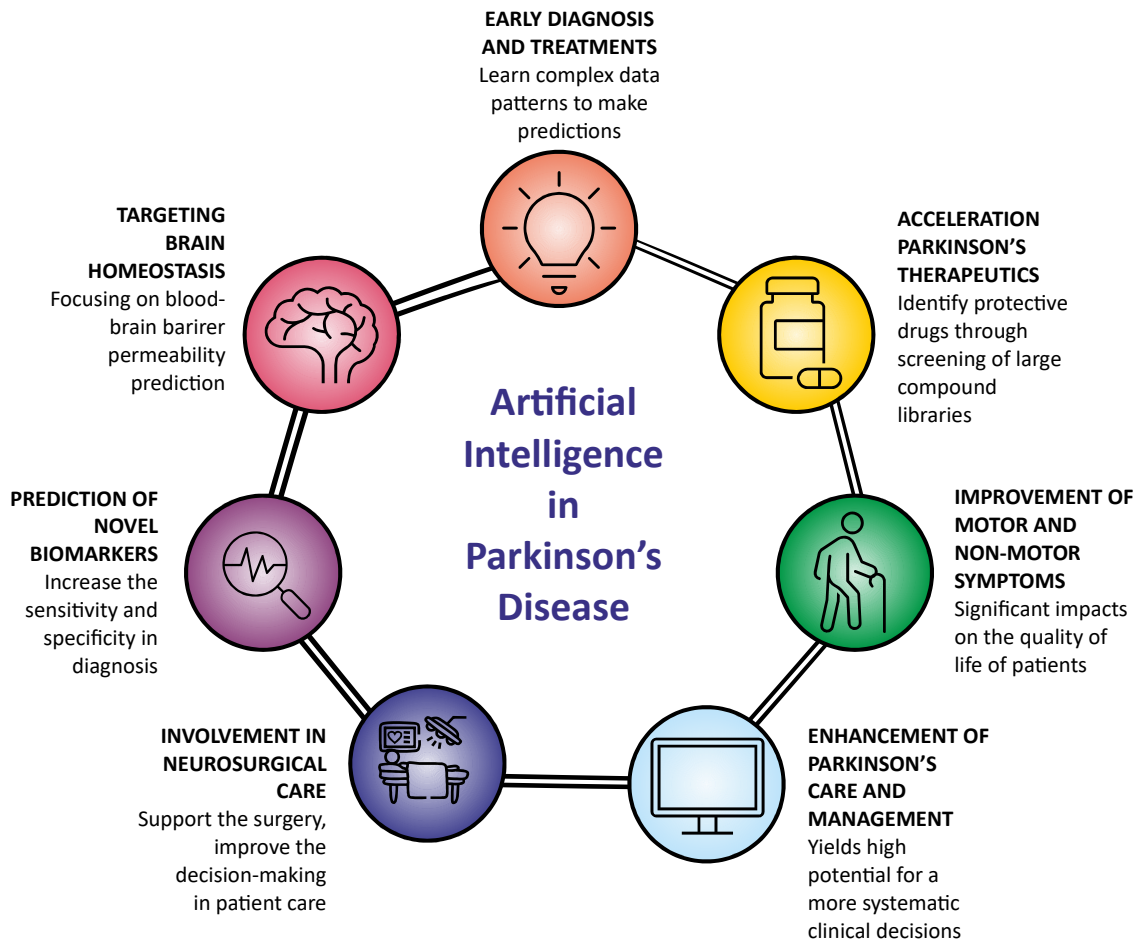 EARLY DIAGNOSIS
AND TREATMENTS
Learn complex data
patterns to make
predictions
ACCELERATION
PARKINSON’S
THERAPEUTICS
Identify protective
drugs through
screening of large
compound
libraries
IMPROVEMENT OF
MOTOR AND
NON-MOTOR
SYMPTOMS
Significant impacts
on the quality of
life of patients
ENHANCEMENT OF
PARKINSON’S
CARE AND
MANAGEMENT
Yields high
potential for a
more systematic
clinical decisions
INVOLVEMENT IN
NEUROSURGICAL
CARE
Support the surgery,
improve the
decision-making
in patient care
PREDICTION OF
NOVEL
BIOMARKERS
Increase the
sensitivity and
specificity in
diagnosis
TARGETING
BRAIN
HOMEOSTASIS
Focusing on blood-
brain barirer
permeability
prediction
Artificial
Intelligence
in
Parkinson’s
Disease